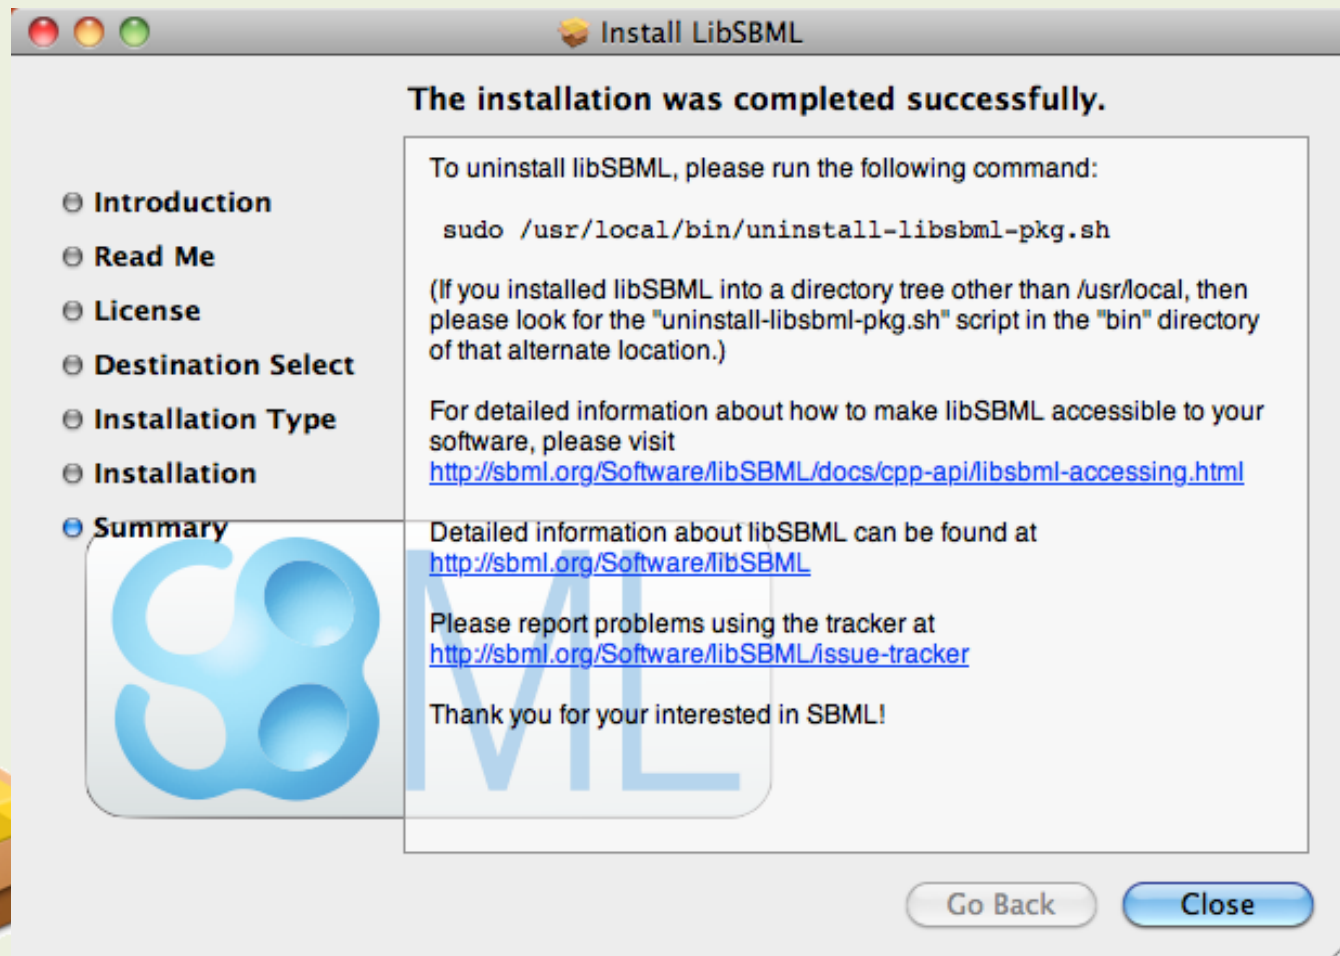 Install LibSBML
The installation was completed successfully.
Introduction
Read Me
License
Destination Select
Installation Type
Installation
Summary
To uninstall libSBML, please run the following command:
sudo /usr/local/bin/uninstall-libsbml-pkg.sh
(If you installed libSBML into a directory tree other than /usr/local, then
please look for the "uninstall-libsbml-pkg.sh" script in the "bin" directory
of that alternate location.)
For detailed information about how to make libSBML accessible to your
software, please visit
http://sbml.org/Software/libSBML/docs/cpp-api/libsbml-accessing.html
Detailed information about libSBML can be found at
http://sbml.org/Software/libSBML
Please report problems using the tracker at
http://sbml.org/Software/libSBML/issue-tracker
Thank you for your interested in SBML!
SBML
Go Back
Close